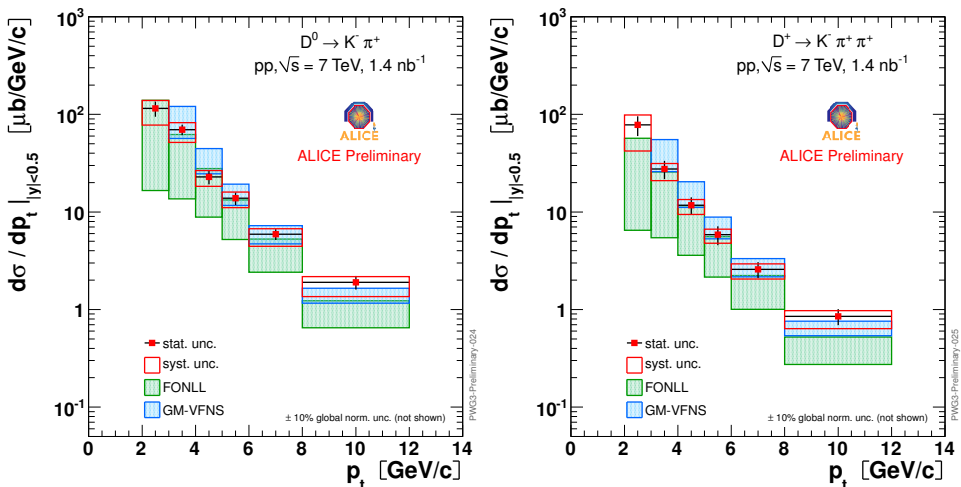 D⁰ → K⁻ π⁺
pp, √s = 7 TeV, 1.4 nb⁻¹
ALICE
ALICE Preliminary
dσ / dp_t |_|y|<0.5 [μb/GeV/c]
10³
10²
10
1
10⁻¹
stat. unc.
syst. unc.
FONLL
GM-VFNS
± 10% global norm. unc. (not shown)
PWG3-Preliminary-024
0 2 4 6 8 10 12 14
p_t [GeV/c]
D⁺ → K⁻ π⁺ π⁺
pp, √s = 7 TeV, 1.4 nb⁻¹
ALICE
ALICE Preliminary
dσ / dp_t |_|y|<0.5 [μb/GeV/c]
10³
10²
10
1
10⁻¹
stat. unc.
syst. unc.
FONLL
GM-VFNS
± 10% global norm. unc. (not shown)
PWG3-Preliminary-025
0 2 4 6 8 10 12 14
p_t [GeV/c]